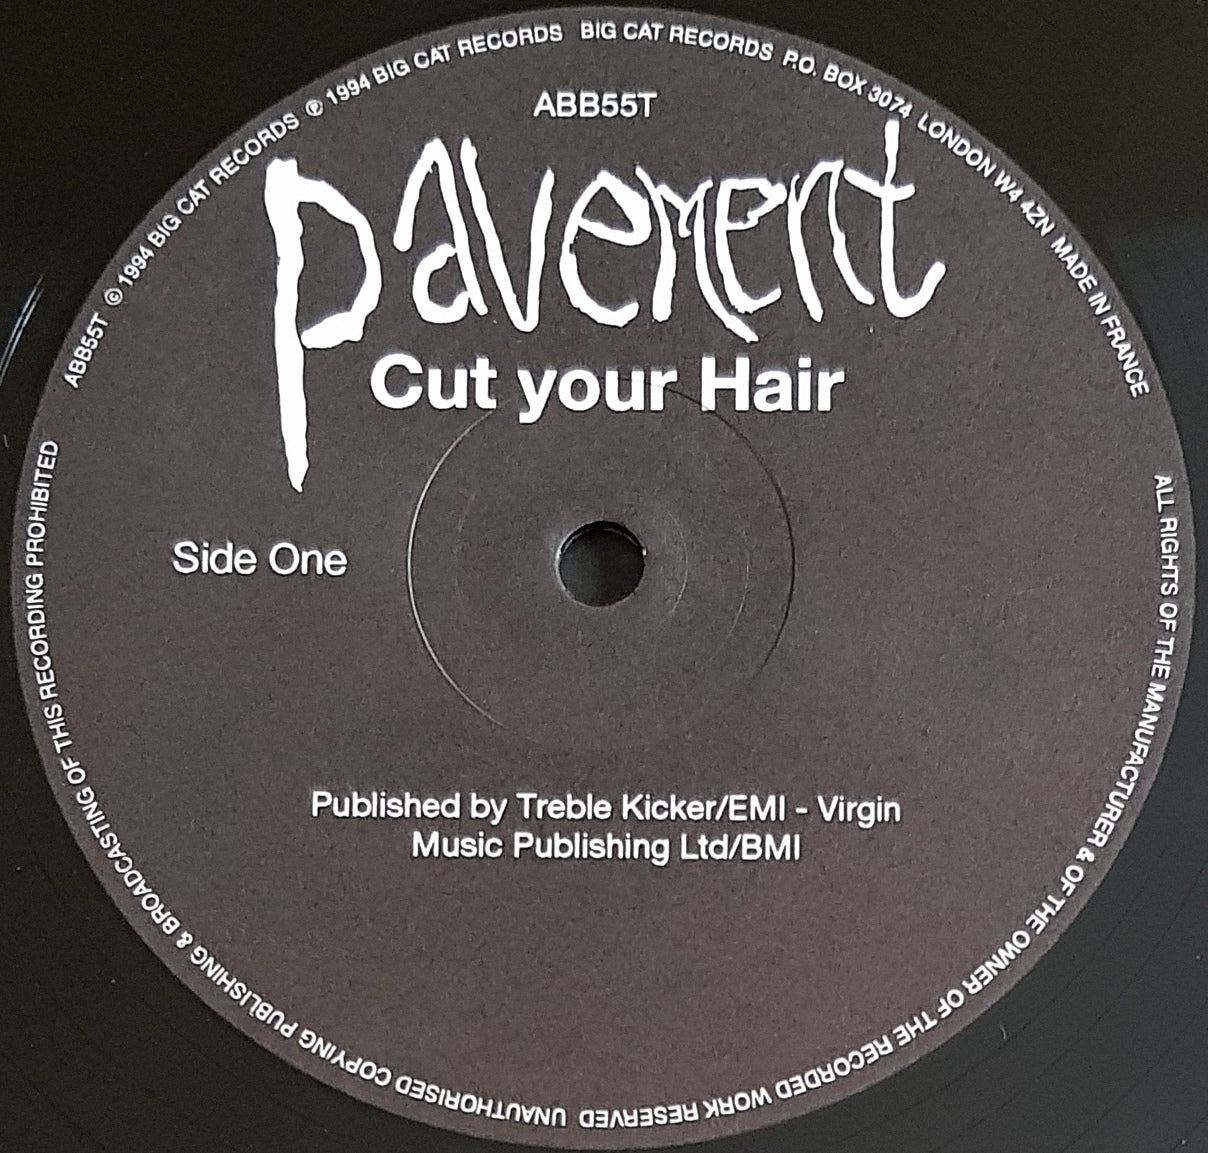 ABB55T © 1994 BIG CAT RECORDS ℗ 1994 BIG CAT RECORDS BIG CAT RECORDS P.O. BOX 3074 LONDON W4 4ZN MADE IN FRANCE
ABB55T
pavement
Cut your Hair
Side One
Published by Treble Kicker/EMI - Virgin
Music Publishing Ltd/BMI
ALL RIGHTS OF THE MANUFACTURER & OF THE OWNER OF THE RECORDED WORK RESERVED UNAUTHORISED COPYING PUBLISHING & BROADCASTING OF THIS RECORDING PROHIBITED